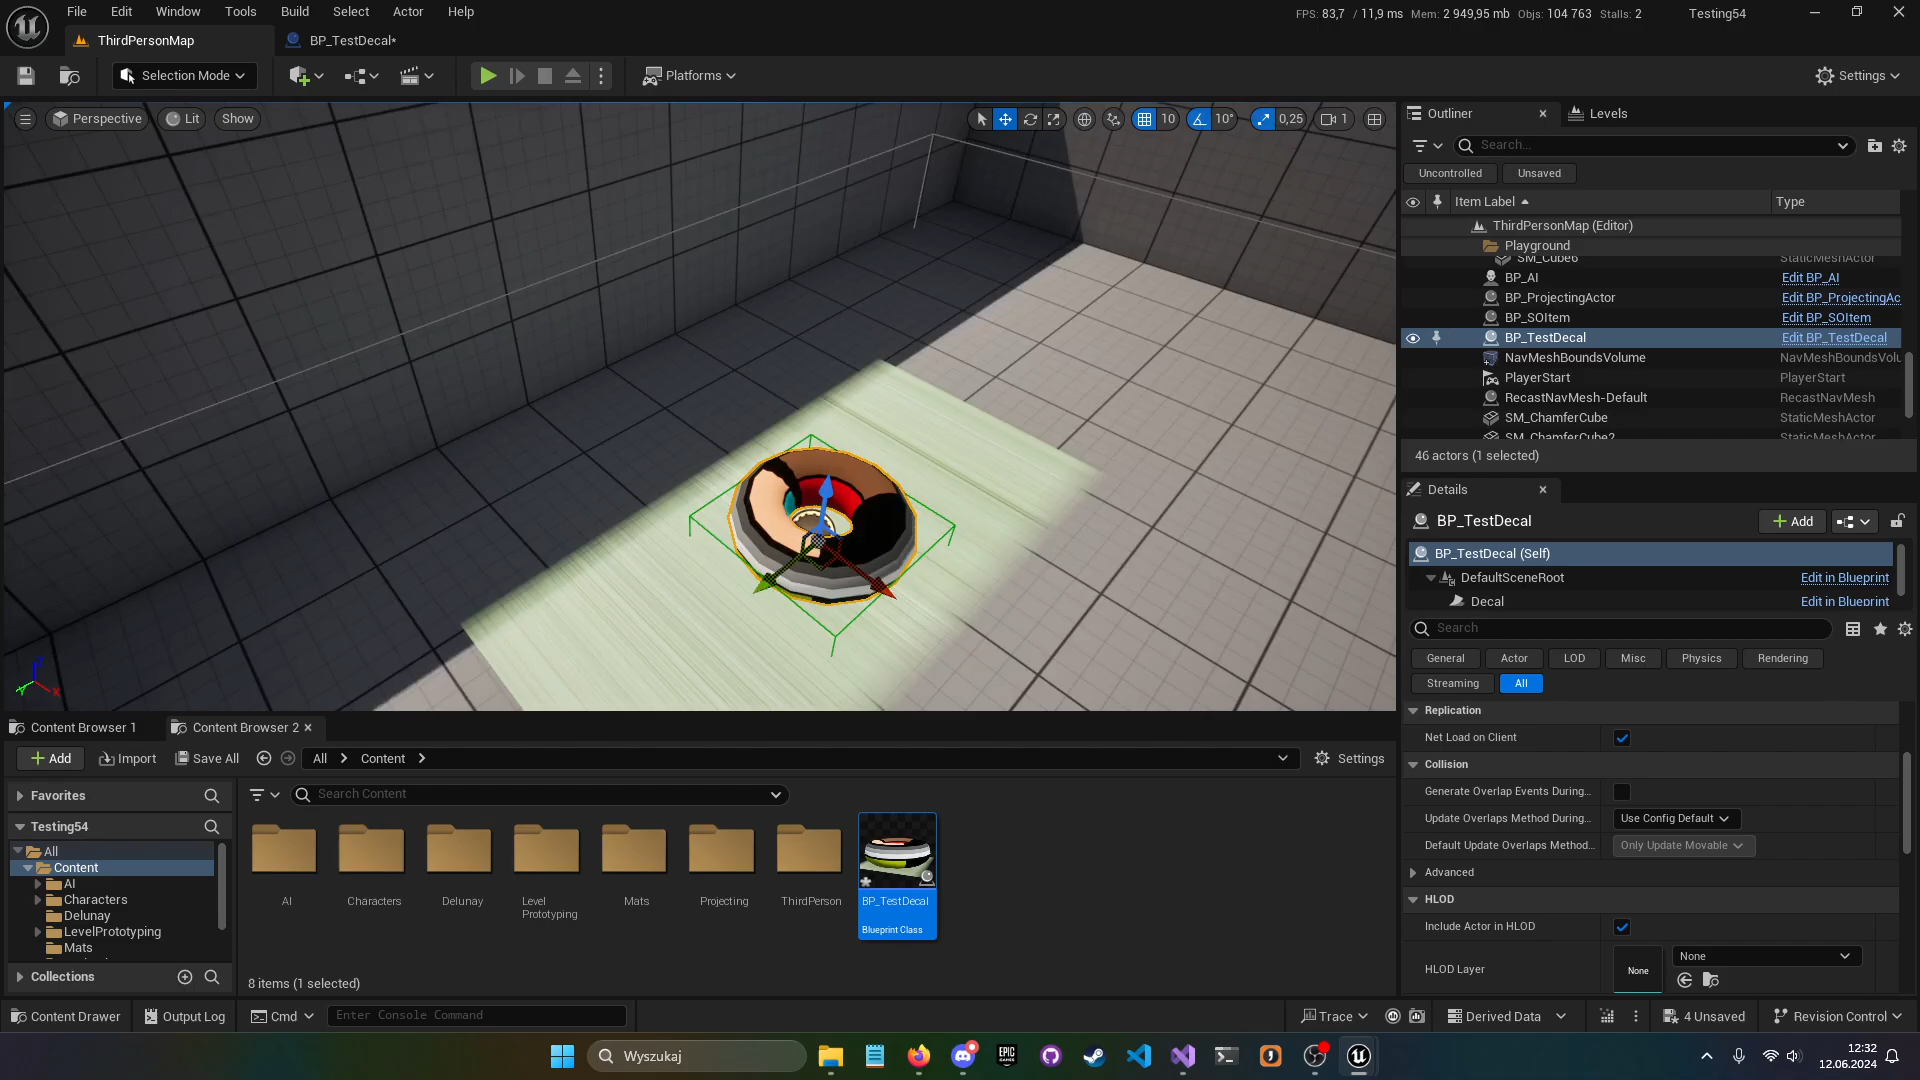 File Edit Window Tools Build Select Actor Help
FPS: 83,7 / 11,9 ms Mem: 2 949,95 mb Objs: 104 763 Stalls: 2 Testing54
ThirdPersonMap
BP_TestDecal*
Selection Mode
Platforms
Settings
Perspective
Lit
Show
10
10°
0,25
1
Outliner
Levels
Search...
Uncontrolled
Unsaved
Item Label
Type
ThirdPersonMap (Editor)
Playground
SM_Cube6 StaticMeshActor
BP_AI Edit BP_AI
BP_ProjectingActor Edit BP_ProjectingAc
BP_SOItem Edit BP_SOItem
BP_TestDecal Edit BP_TestDecal
NavMeshBoundsVolume NavMeshBoundsVolu
PlayerStart PlayerStart
RecastNavMesh-Default RecastNavMesh
SM_ChamferCube StaticMeshActor
SM_ChamferCube2 StaticMeshActor
46 actors (1 selected)
Details
BP_TestDecal
Add
BP_TestDecal (Self)
DefaultSceneRoot Edit in Blueprint
Decal Edit in Blueprint
Search
General Actor LOD Misc Physics Rendering
Streaming All
Replication
Net Load on Client
Collision
Generate Overlap Events During...
Update Overlaps Method During... Use Config Default
Default Update Overlaps Method... Only Update Movable
Advanced
HLOD
Include Actor in HLOD
HLOD Layer
None
None
Content Browser 1
Content Browser 2
Add
Import
Save All
All
Content
Settings
Favorites
Testing54
All
Content
AI
Characters
Delunay
LevelPrototyping
Mats
Collections
Search Content
AI
Characters
Delunay
Level
Prototyping
Mats
Projecting
ThirdPerson
BP_TestDecal
Blueprint Class
8 items (1 selected)
Content Drawer
Output Log
Cmd
Enter Console Command
Trace
Derived Data
4 Unsaved
Revision Control
Wyszukaj
EPIC
GAMES
12:32
12.06.2024